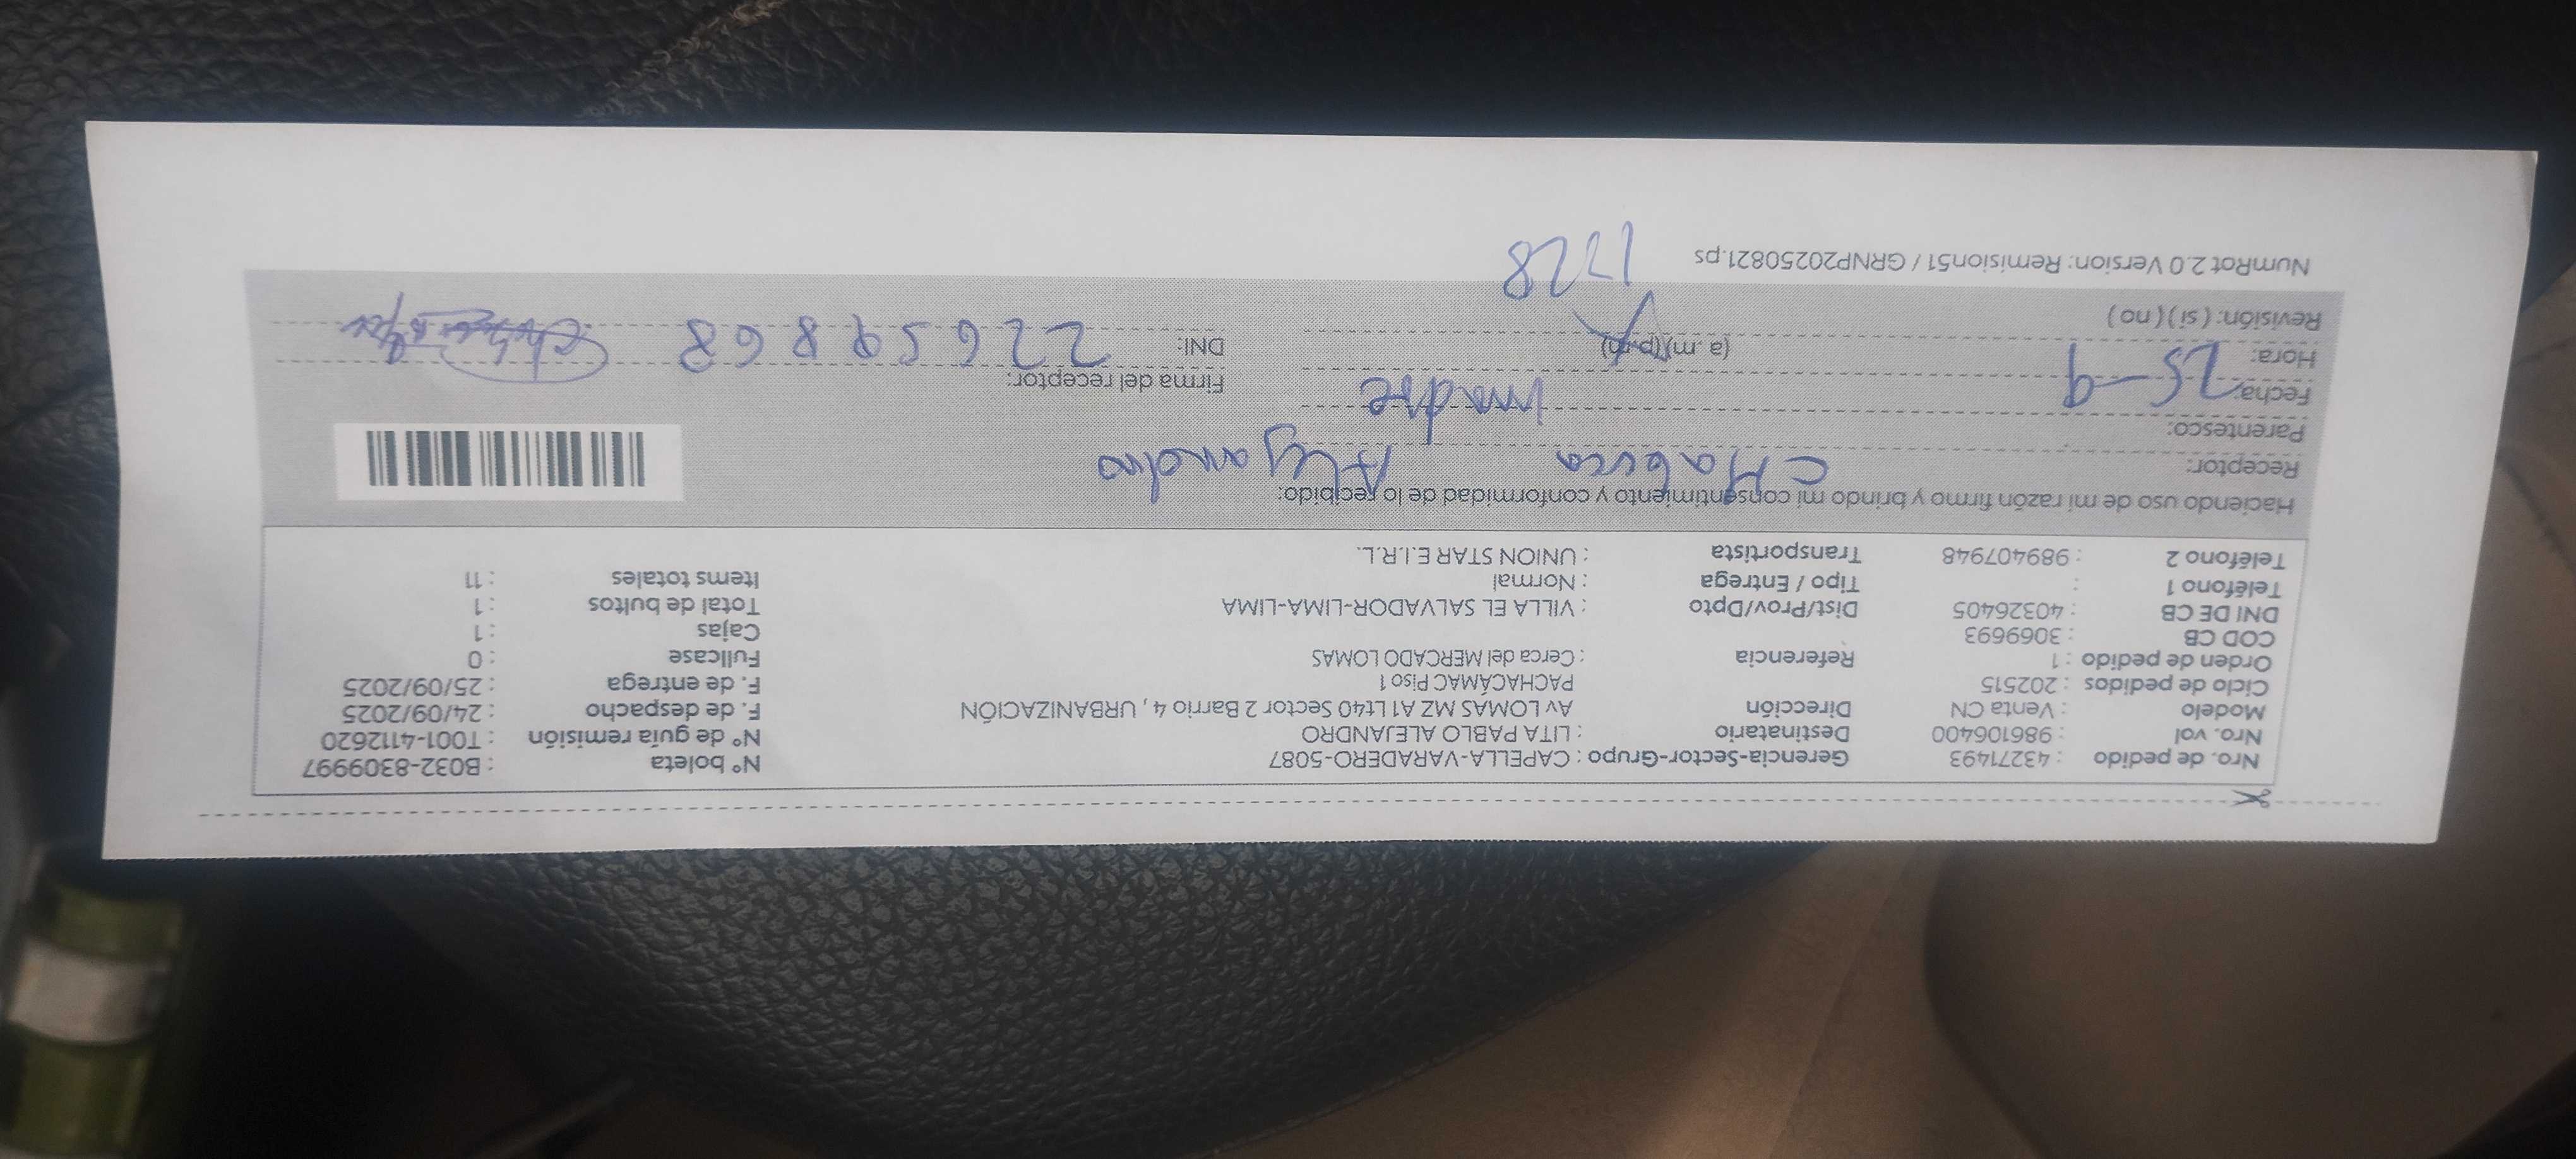 Nro. de pedido : 43271493 Gerencia-Sector-Grupo : CAPELLA-VARADERO-5087 N° boleta : B032-8309997
Nro. vol : 986106400 Destinatario : LITA PABLO ALEJANDRO N° de guía remisión : T001-4112620
Modelo : Venta CN Dirección Av LOMAS MZ A1 Lt40 Sector 2 Barrio 4 , URBANIZACIÓN F. de despacho : 24/09/2025
Ciclo de pedidos : 202515 PACHACÁMAC Piso 1 F. de entrega : 25/09/2025
Orden de pedido : 1 Referencia : Cerca del MERCADO LOMAS Fullcase : 0
COD CB : 3069693 Cajas : 1
DNI DE CB : 40326405 Dist/Prov/Dpto : VILLA EL SALVADOR-LIMA-LIMA Total de bultos : 1
Teléfono 1 : Tipo / Entrega : Normal Items totales : 11
Teléfono 2 : 989407948 Transportista : UNION STAR E.I.R.L.
Haciendo uso de mi razón firmo y brindo mi consentimiento y conformidad de lo recibido:
Receptor:
Parentesco: madre
Fecha: 25-9 Firma del receptor:
Hora: (a. m) (p.m) DNI: 22659868
Revisión: ( si ) ( no )
1728
NumRot 2.0 Version: Remision51 / GRNP20250821.ps